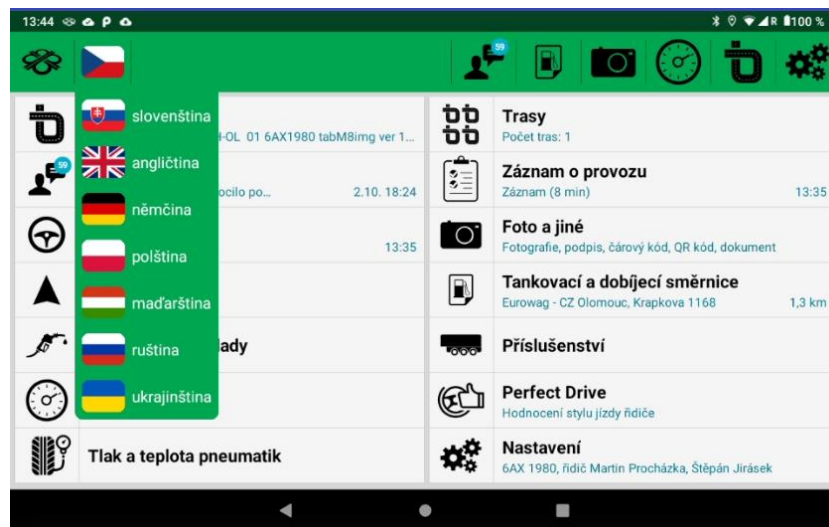 13:44
R 100 %
59
slovenština
angličtina
němčina
polština
maďarština
ruština
ukrajinština
-OL 01 6AX1980 tabM8img ver 1...
59
ocilo po... 2.10. 18:24
13:35
lady
Tlak a teplota pneumatik
Trasy
Počet tras: 1
Záznam o provozu
Záznam (8 min) 13:35
Foto a jiné
Fotografie, podpis, čárový kód, QR kód, dokument
Tankovací a dobíjecí směrnice
Eurowag - CZ Olomouc, Krapkova 1168 1,3 km
Příslušenství
Perfect Drive
Hodnocení stylu jízdy řidiče
Nastavení
6AX 1980, řidič Martin Procházka, Štěpán Jirásek